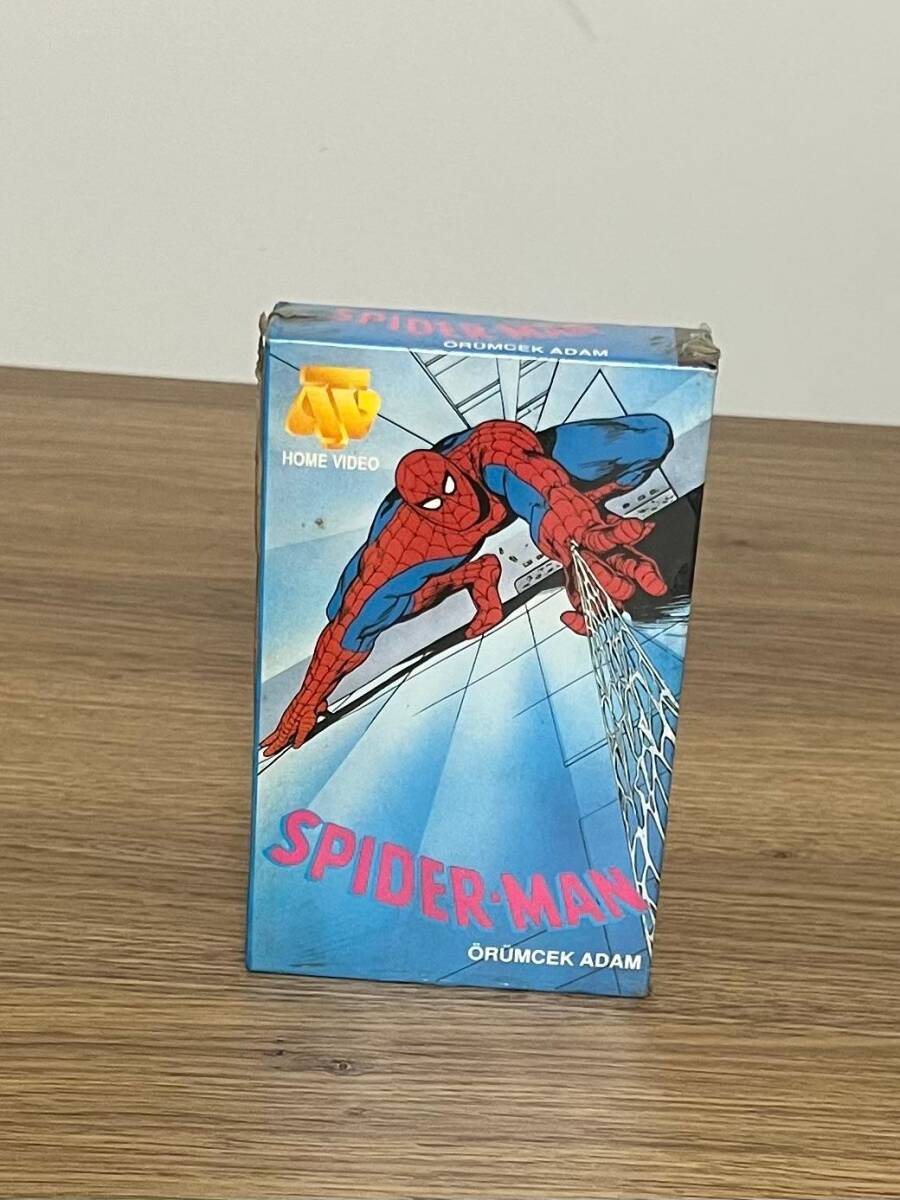 SPIDER-MAN
ÖRÜMCEK ADAM
HOME VIDEO
SPIDER-MAN
ÖRÜMCEK ADAM